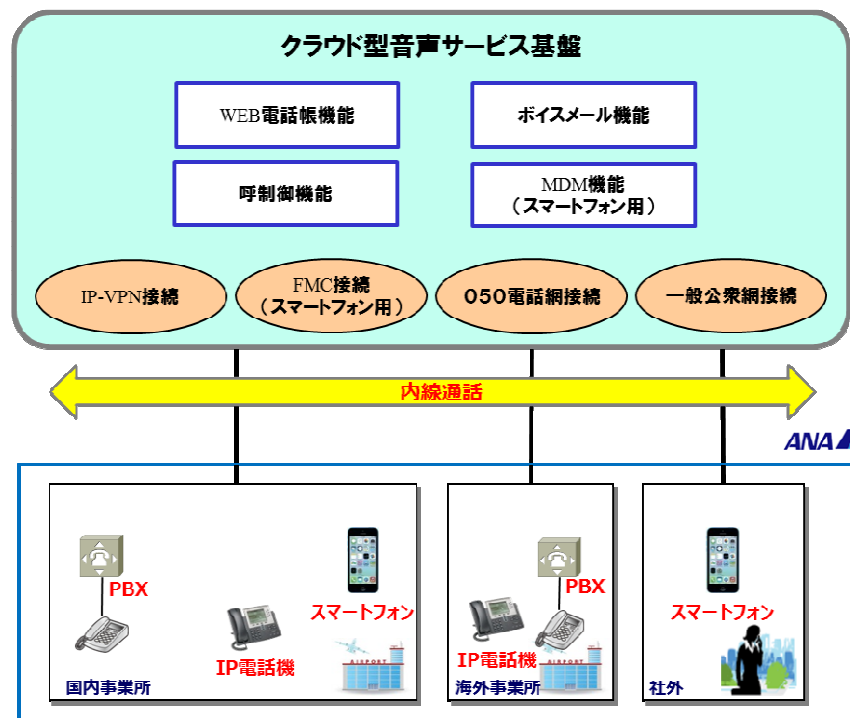 クラウド型音声サービス基盤
WEB電話帳機能
ボイスメール機能
呼制御機能
MDM機能
（スマートフォン用）
IP-VPN接続
FMC接続
（スマートフォン用）
050電話網接続
一般公衆網接続
内線通話
ANA
PBX
スマートフォン
IP電話機
AIRPORT
国内事業所
PBX
IP電話機
AIRPORT
海外事業所
スマートフォン
社外